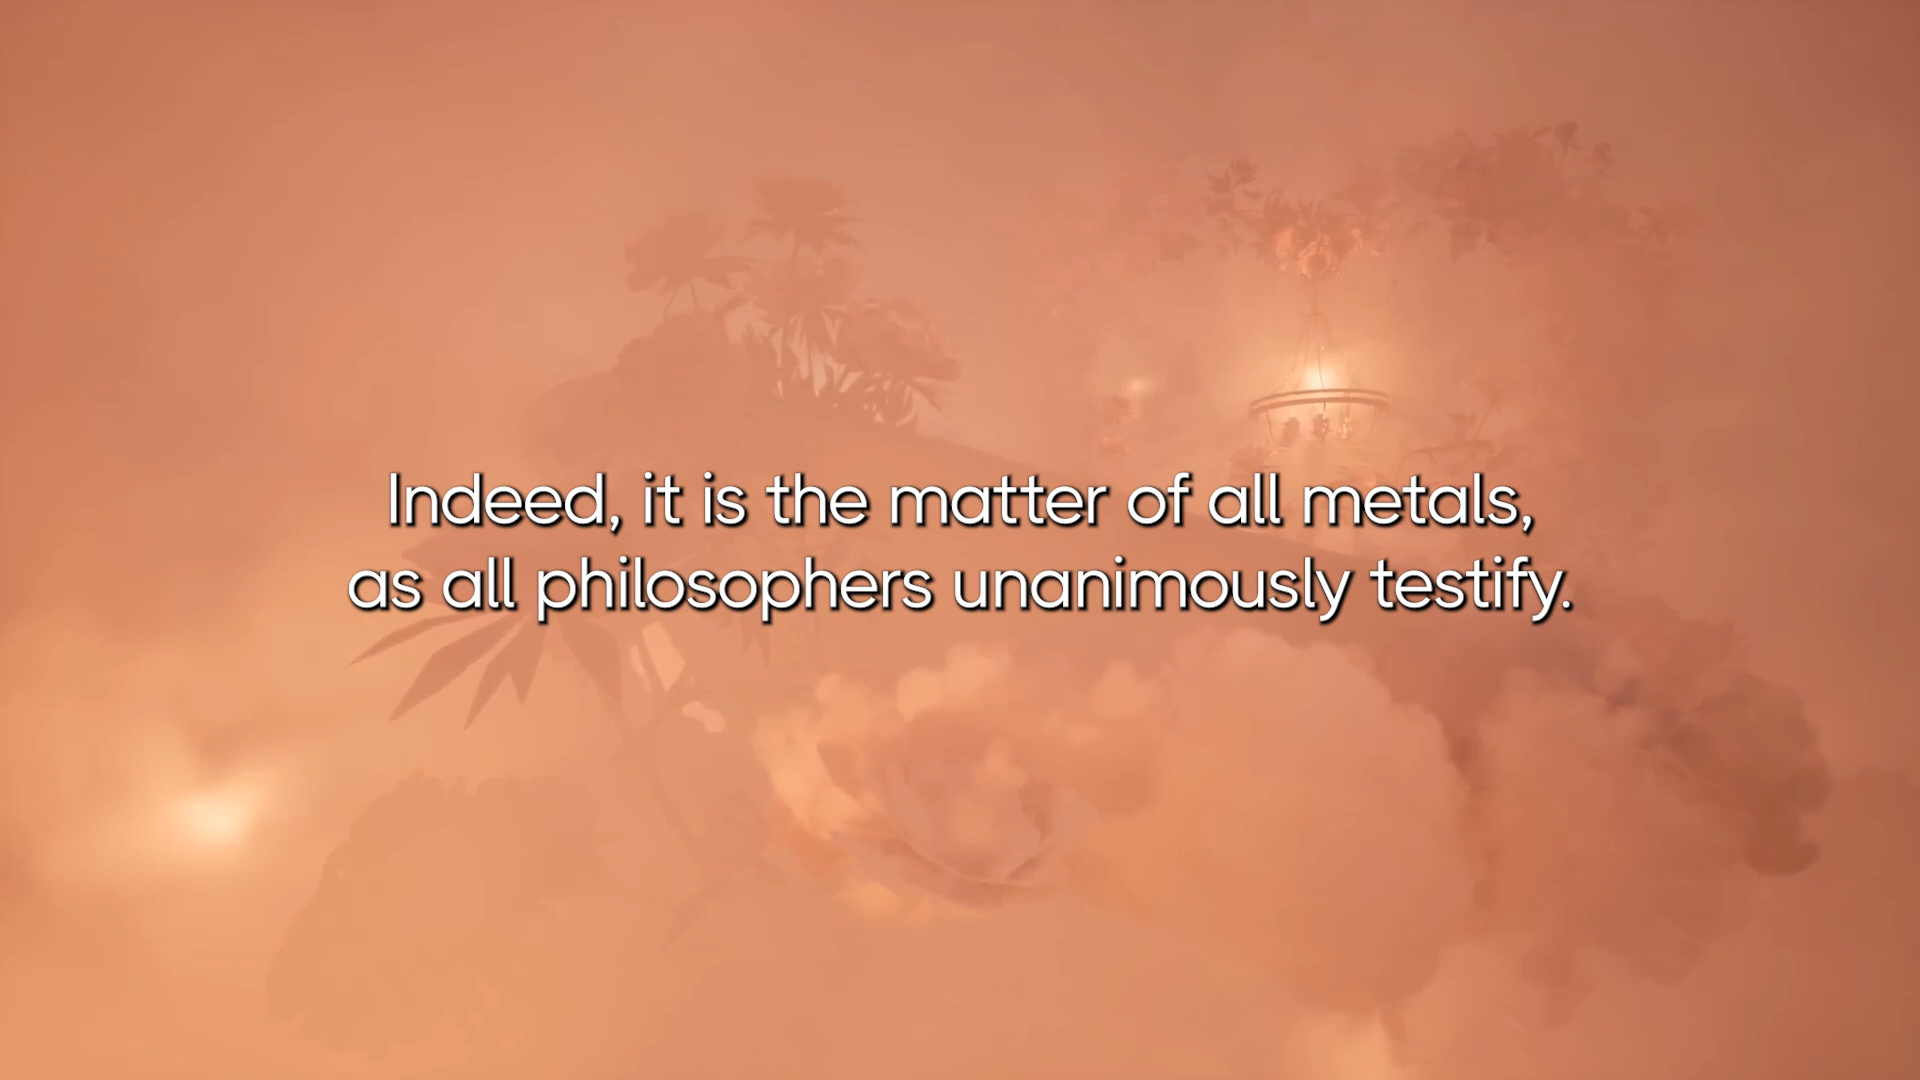 Indeed, it is the matter of all metals,
as all philosophers unanimously testify.